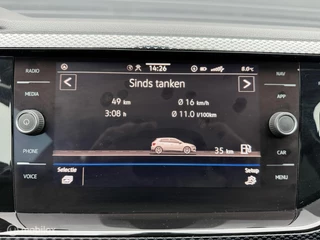 RADIO
MEDIA
PHONE
VOICE
14:26
8.0°C
Sinds tanken
49 km
Ø 16 km/h
3:08 h
Ø 11.0 l/100km
35 km
Selectie
Setup
NAV
APP
CAR
MENU